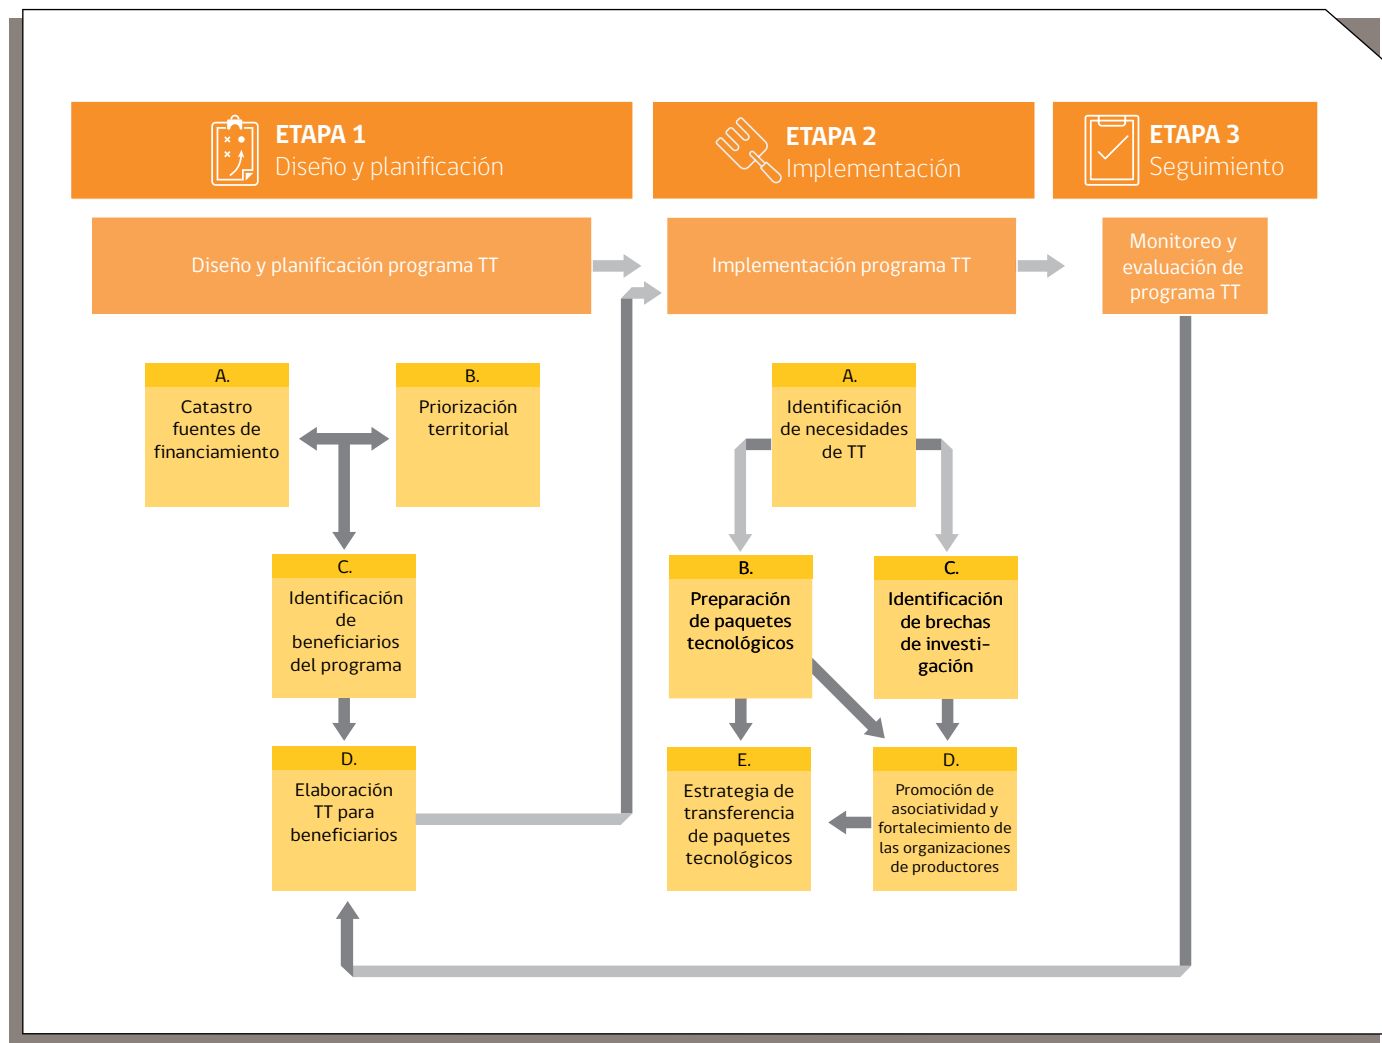 ETAPA 1
Diseño y planificación
ETAPA 2
Implementación
ETAPA 3
Seguimiento
Diseño y planificación programa TT
Implementación programa TT
Monitoreo y
evaluación de
programa TT
A.
Catastro
fuentes de
financiamiento
B.
Priorización
territorial
C.
Identificación
de
beneficiarios
del programa
D.
Elaboración
TT para
beneficiarios
A.
Identificación
de necesidades
de TT
B.
Preparación
de paquetes
tecnológicos
C.
Identificación
de brechas
de investi-
gación
E.
Estrategia de
transferencia
de paquetes
tecnológicos
D.
Promoción de
asociatividad y
fortalecimiento de
las organizaciones
de productores